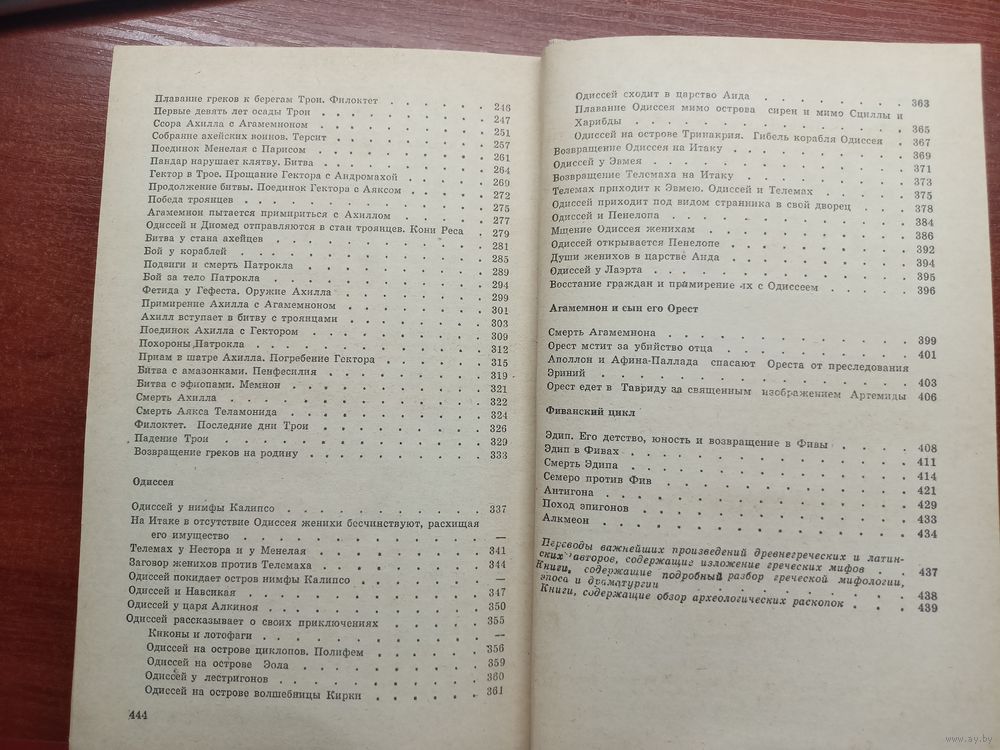 Плавание греков к берегам Трои. Филоктет . . . . . . 246
Первые девять лет осады Трои . . . . . . . . . 247
Ссора Ахилла с Агамемноном . . . . . . . . . 251
Собрание ахейских воинов. Терсит . . . . . . . . 257
Поединок Менелая с Парисом . . . . . . . . . 261
Пандар нарушает клятву. Битва . . . . . . . . . 264
Гектор в Трое. Прощание Гектора с Андромахой . . . . . 269
Продолжение битвы. Поединок Гектора с Аяксом . . . . . 272
Победа троянцев . . . . . . . . . . . . 275
Агамемнон пытается примириться с Ахиллом . . . . . . 277
Одиссей и Диомед отправляются в стан троянцев. Кони Реса . 279
Битва у стана ахейцев . . . . . . . . . . . 281
Бой у кораблей . . . . . . . . . . . . 285
Подвиги и смерть Патрокла . . . . . . . . . . 289
Бой за тело Патрокла . . . . . . . . . . . 294
Фетида у Гефеста. Оружие Ахилла . . . . . . . . 299
Примирение Ахилла с Агамемноном . . . . . . . . 301
Ахилл вступает в битву с троянцами . . . . . . . . 303
Поединок Ахилла с Гектором . . . . . . . . . 309
Похороны Патрокла . . . . . . . . . . . 312
Приам в шатре Ахилла. Погребение Гектора . . . . . . 315
Битва с амазонками. Пенфесилия . . . . . . . . 319
Битва с эфиопами. Мемнон . . . . . . . . . . 321
Смерть Ахилла . . . . . . . . . . . . 322
Смерть Аякса Теламонида . . . . . . . . . . 324
Филоктет. Последние дни Трои . . . . . . . . . 326
Падение Трои . . . . . . . . . . . . 329
Возвращение греков на родину . . . . . . . . . 333
Одиссея
Одиссей у нимфы Калипсо . . . . . . . . . . 337
На Итаке в отсутствие Одиссея женихи бесчинствуют, расхищая
его имущество . . . . . . . . . . . . —
Телемах у Нестора и у Менелая . . . . . . . . . 341
Заговор женихов против Телемаха . . . . . . . . 344
Одиссей покидает остров нимфы Калипсо . . . . . . . —
Одиссей и Навсикая . . . . . . . . . . . 347
Одиссей у царя Алкиноя . . . . . . . . . . 350
Одиссей рассказывает о своих приключениях . . . . . . 355
Киконы и лотофаги . . . . . . . . . . . —
Одиссей на острове циклопов. Полифем . . . . . . . 356
Одиссей на острове Эола . . . . . . . . . . 359
Одиссей у лестригонов . . . . . . . . . . 360
Одиссей на острове волшебницы Кирки . . . . . . . 361
444
Одиссей сходит в царство Аида . . . . . . . . 363
Плавание Одиссея мимо острова сирен и мимо Сциллы и
Харибды . . . . . . . . . . . . . 365
Одиссей на острове Тринакрия. Гибель корабля Одиссея . 367
Возвращение Одиссея на Итаку . . . . . . . . . 369
Одиссей у Эвмея . . . . . . . . . . . . 371
Возвращение Телемаха на Итаку . . . . . . . . 373
Телемах приходит к Эвмею. Одиссей и Телемах . . . . . 375
Одиссей приходит под видом странника в свой дворец . . . 378
Одиссей и Пенелопа . . . . . . . . . . . 384
Мщение Одиссея женихам . . . . . . . . . . 386
Одиссей открывается Пенелопе . . . . . . . . . 392
Души женихов в царстве Аида . . . . . . . . . 394
Одиссей у Лаэрта . . . . . . . . . . . . 395
Восстание граждан и примирение их с Одиссеем . . . . . 396
Агамемнон и сын его Орест
Смерть Агамемнона . . . . . . . . . . . 399
Орест мстит за убийство отца . . . . . . . . . 401
Аполлон и Афина-Паллада спасают Ореста от преследования
Эриний . . . . . . . . . . . . . 403
Орест едет в Тавриду за священным изображением Артемиды 406
Фиванский цикл
Эдип. Его детство, юность и возвращение в Фивы . . . . 408
Эдип в Фивах . . . . . . . . . . . . 411
Смерть Эдипа . . . . . . . . . . . . 414
Семеро против Фив . . . . . . . . . . . 421
Антигона . . . . . . . . . . . . . 429
Поход эпигонов . . . . . . . . . . . . 433
Алкмеон . . . . . . . . . . . . . 434
Переводы важнейших произведений древнегреческих и латин-
ских авторов, содержащие изложение греческих мифов . . 437
Книги, содержащие подробный разбор греческой мифологии,
эпоса и драматургии . . . . . . . . . . . 438
Книги, содержащие обзор археологических раскопок . . . 439
www.ay.by